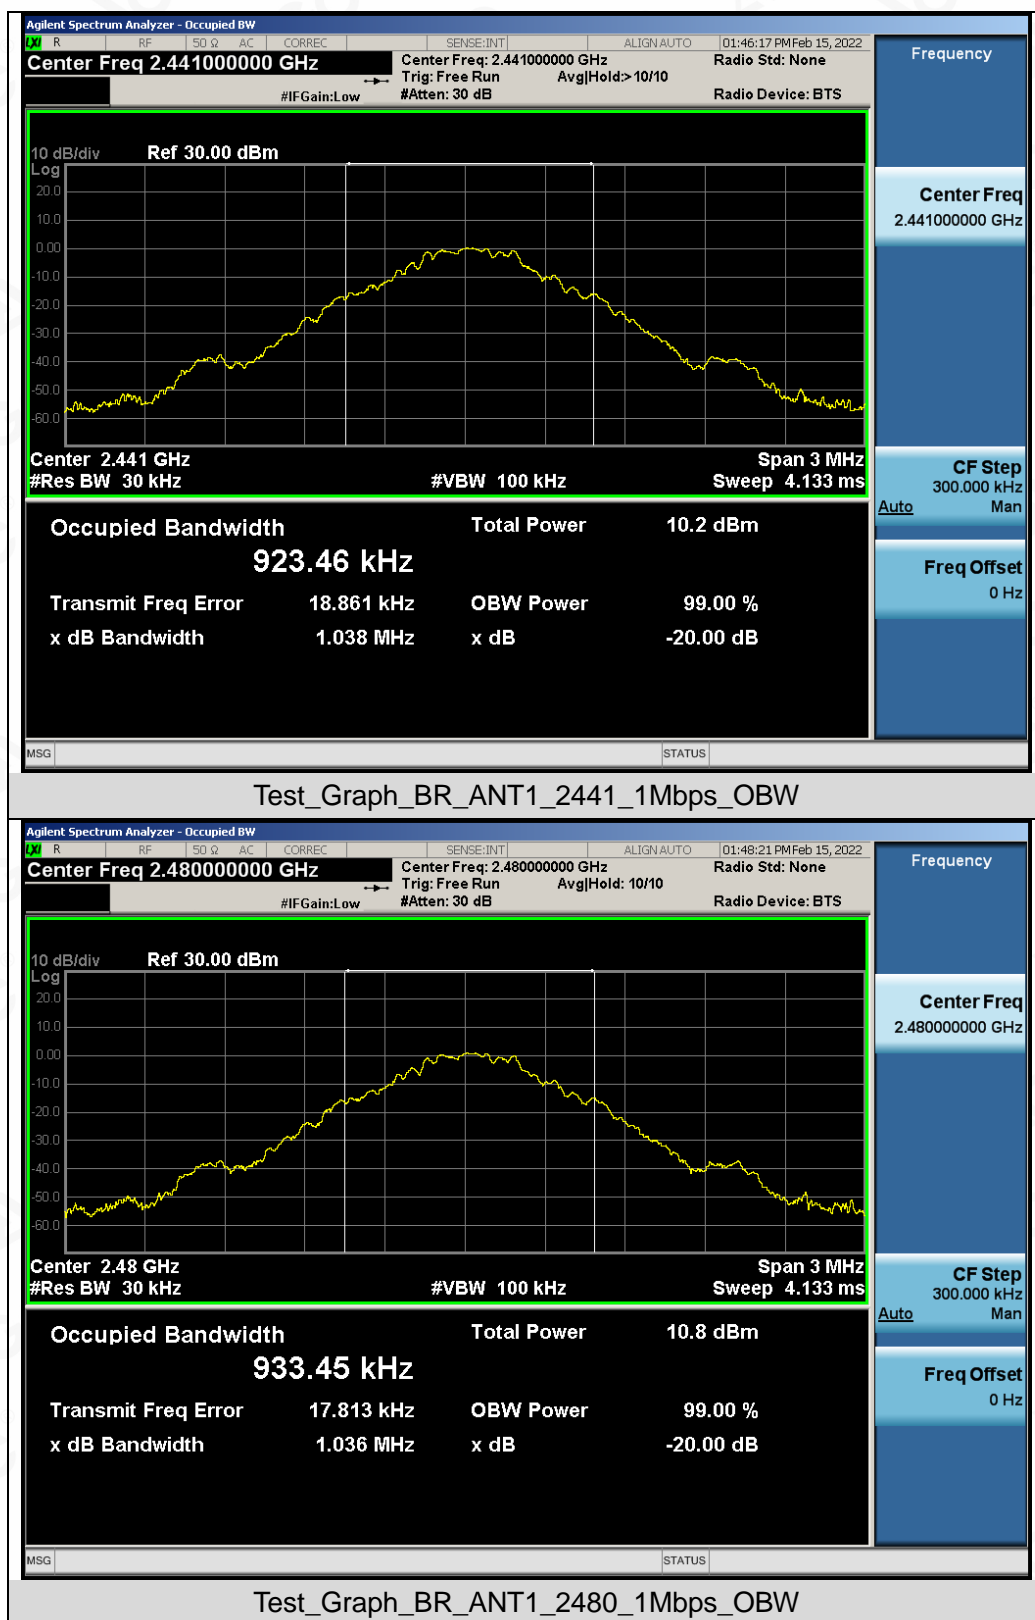 Agilent Spectrum Analyzer - Occupied BW
LXI R RF 50 Ω AC CORREC SENSE:INT ALIGN AUTO 01:46:17 PM Feb 15, 2022
Center Freq 2.441000000 GHz Center Freq: 2.441000000 GHz Radio Std: None
Trig: Free Run Avg|Hold:> 10/10
#IFGain:Low #Atten: 30 dB Radio Device: BTS
10 dB/div Ref 30.00 dBm
Log
20.0
10.0
0.00
-10.0
-20.0
-30.0
-40.0
-50.0
-60.0
Center 2.441 GHz Span 3 MHz
#Res BW 30 kHz #VBW 100 kHz Sweep 4.133 ms
Occupied Bandwidth Total Power 10.2 dBm
923.46 kHz
Transmit Freq Error 18.861 kHz OBW Power 99.00 %
x dB Bandwidth 1.038 MHz x dB -20.00 dB
MSG STATUS
Frequency
Center Freq
2.441000000 GHz
CF Step
300.000 kHz
Auto Man
Freq Offset
0 Hz
Test_Graph_BR_ANT1_2441_1Mbps_OBW
Agilent Spectrum Analyzer - Occupied BW
LXI R RF 50 Ω AC CORREC SENSE:INT ALIGN AUTO 01:48:21 PM Feb 15, 2022
Center Freq 2.480000000 GHz Center Freq: 2.480000000 GHz Radio Std: None
Trig: Free Run Avg|Hold: 10/10
#IFGain:Low #Atten: 30 dB Radio Device: BTS
10 dB/div Ref 30.00 dBm
Log
20.0
10.0
0.00
-10.0
-20.0
-30.0
-40.0
-50.0
-60.0
Center 2.48 GHz Span 3 MHz
#Res BW 30 kHz #VBW 100 kHz Sweep 4.133 ms
Occupied Bandwidth Total Power 10.8 dBm
933.45 kHz
Transmit Freq Error 17.813 kHz OBW Power 99.00 %
x dB Bandwidth 1.036 MHz x dB -20.00 dB
MSG STATUS
Frequency
Center Freq
2.480000000 GHz
CF Step
300.000 kHz
Auto Man
Freq Offset
0 Hz
Test_Graph_BR_ANT1_2480_1Mbps_OBW